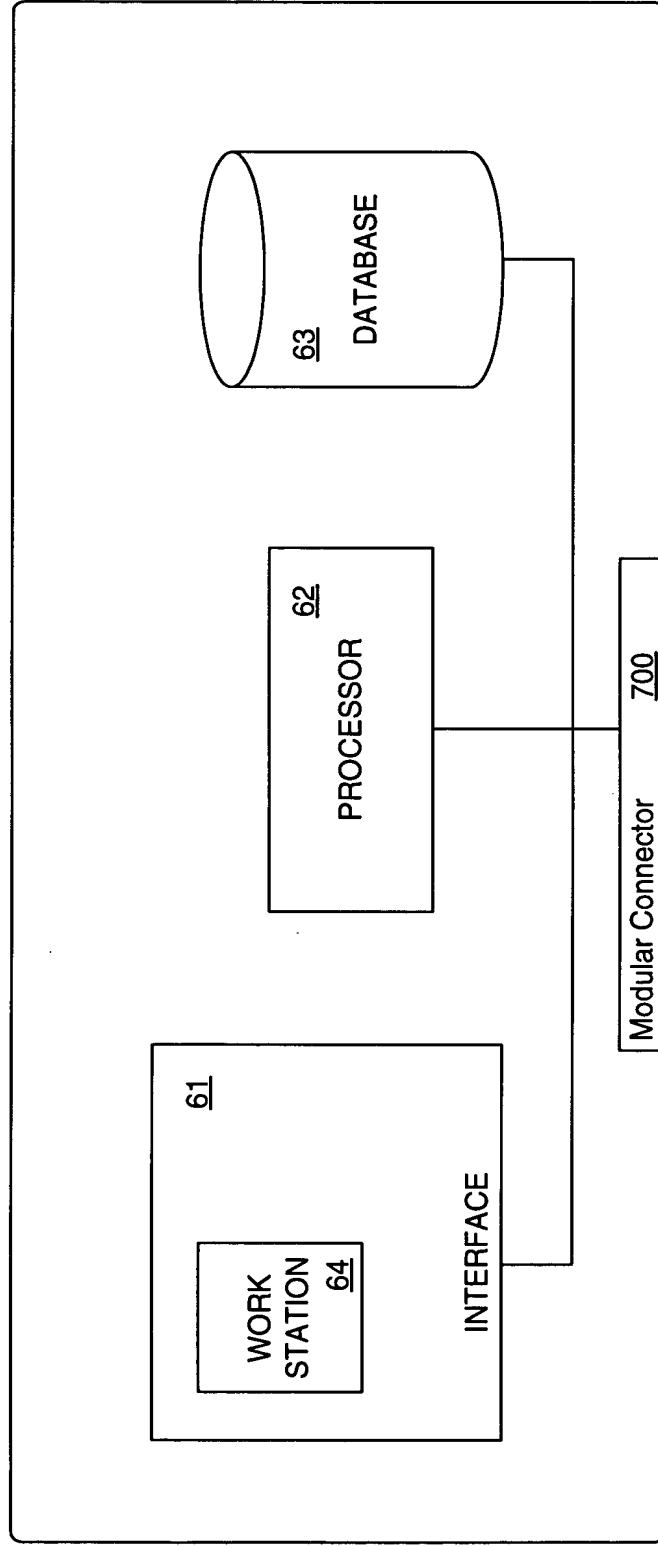 61
WORK
STATION
64
INTERFACE
62
PROCESSOR
63
DATABASE
Modular Connector 700